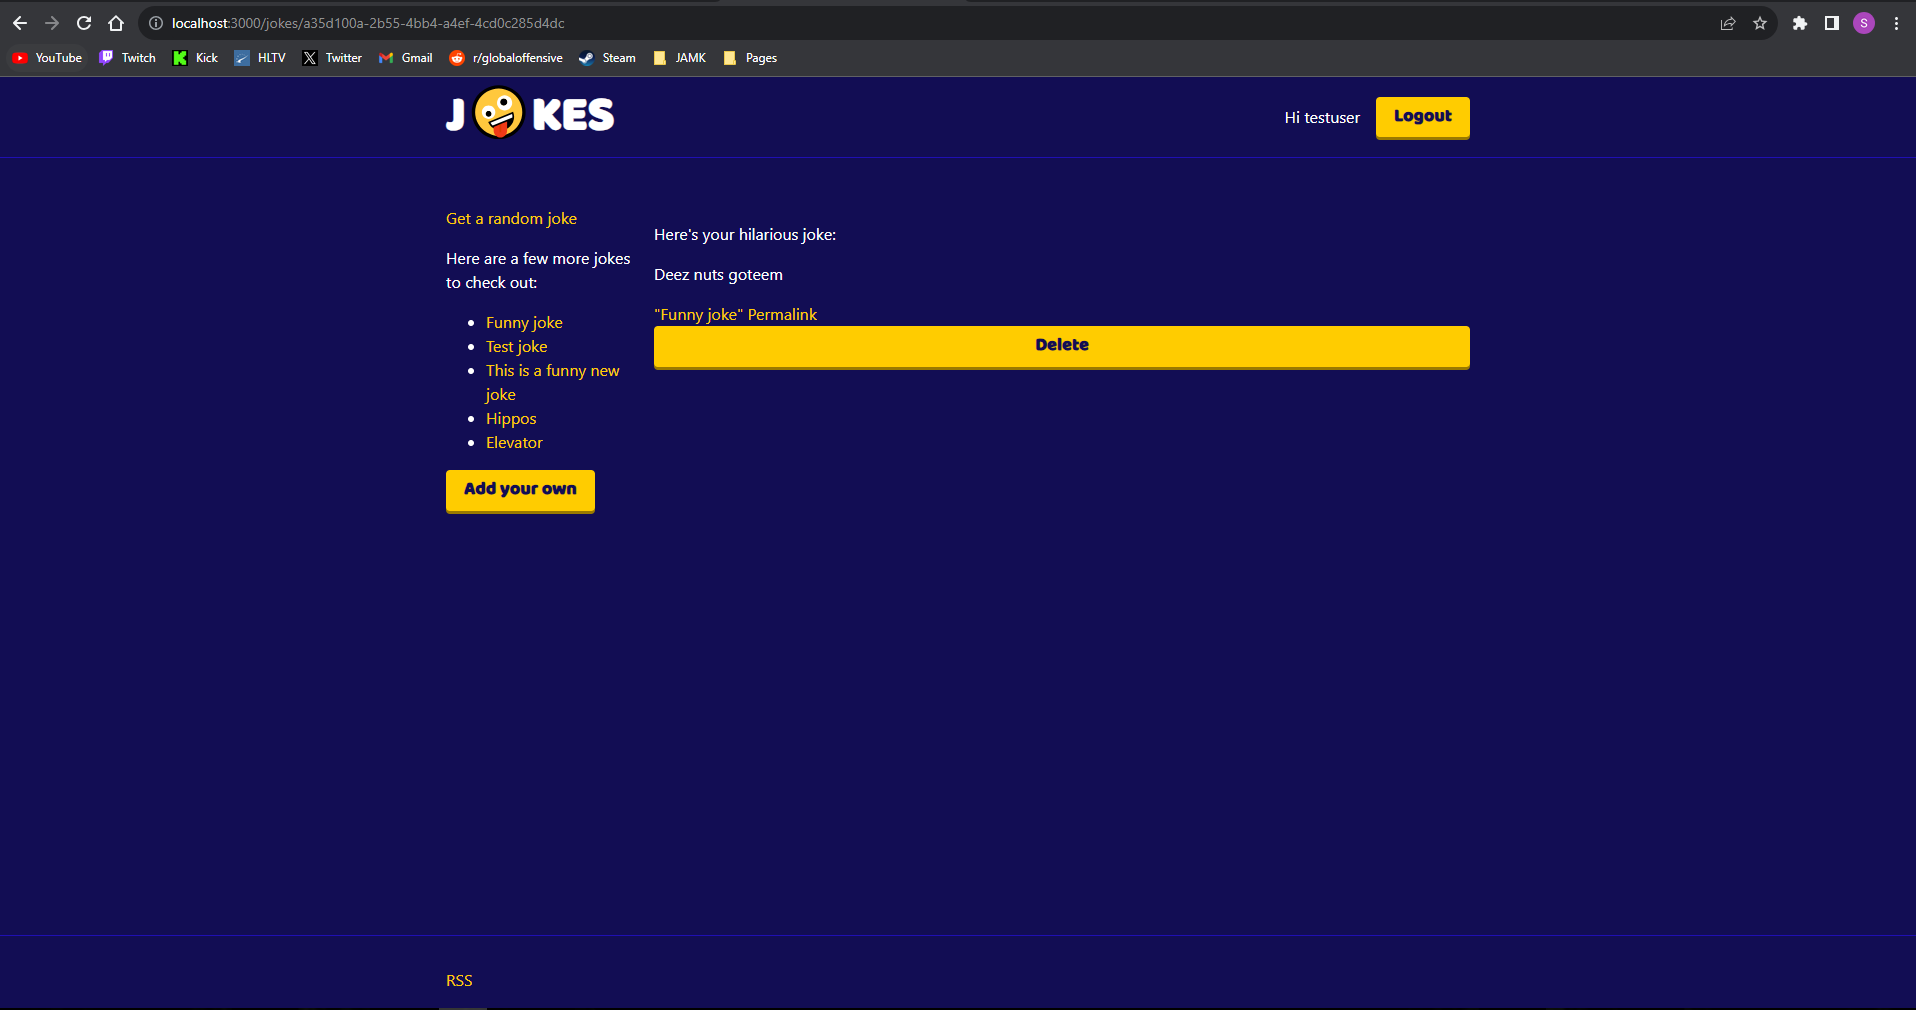 localhost:3000/jokes/a35d100a-2b55-4bb4-a4ef-4cd0c285d4dc
S
YouTube Twitch Kick HLTV Twitter Gmail r/globaloffensive Steam JAMK Pages
J🤪KES
Hi testuser
Logout
Get a random joke
Here are a few more jokes
to check out:
Funny joke
Test joke
This is a funny new
joke
Hippos
Elevator
Add your own
Here's your hilarious joke:
Deez nuts goteem
"Funny joke" Permalink
Delete
RSS